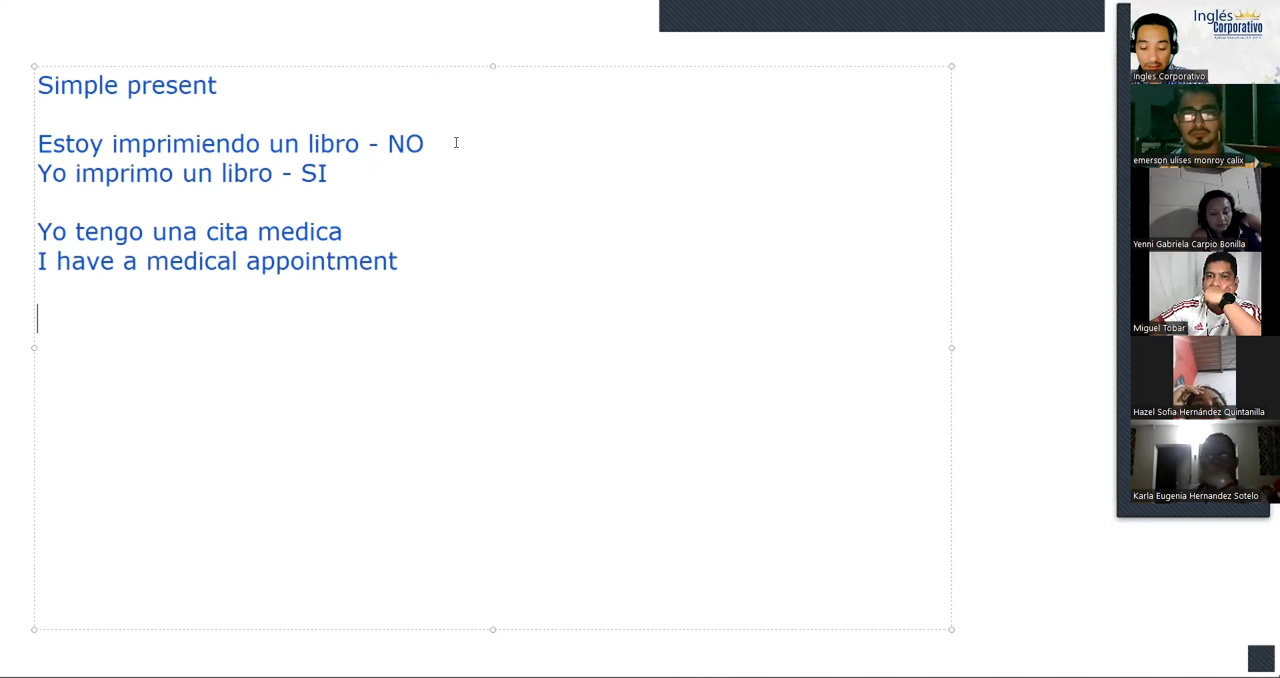 Simple present
Estoy imprimiendo un libro - NO
Yo imprimo un libro - SI
Yo tengo una cita medica
I have a medical appointment
Inglés
Corporativo
Ingles Corporativo
emerson ulises monroy calix
Yenni Gabriela Carpio Bonilla
Miguel Tobar
Hazel Sofia Hernández Quintanilla
Karla Eugenia Hernandez Sotelo